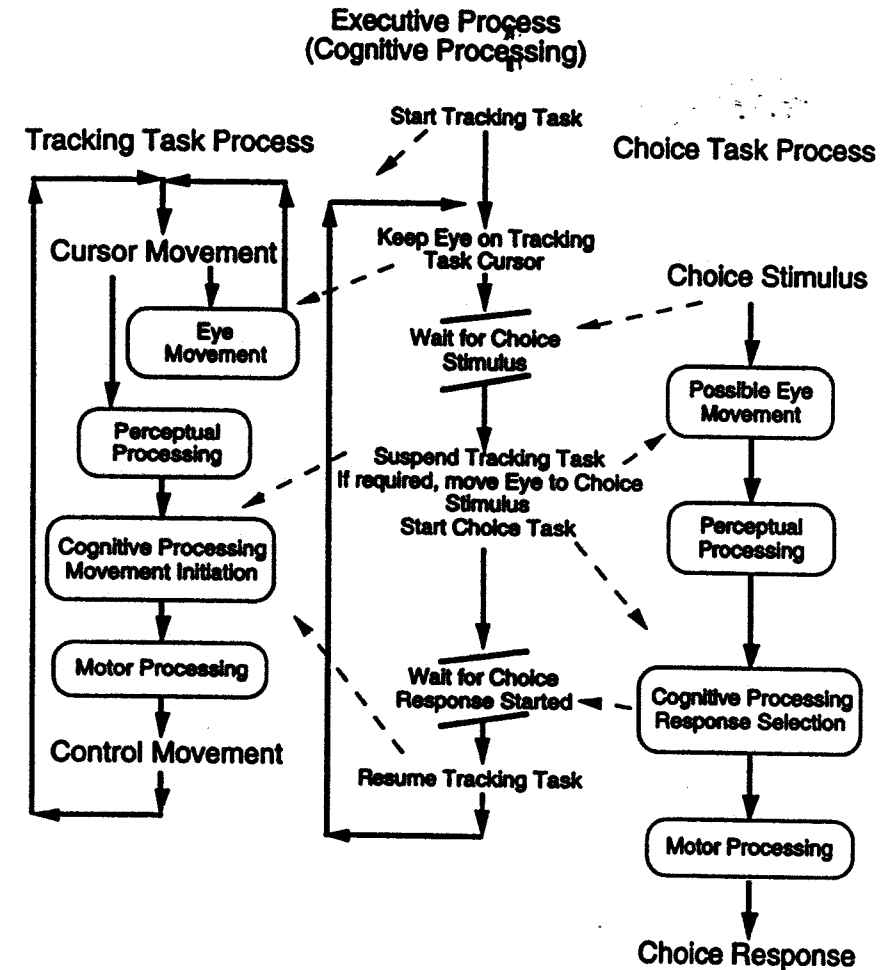 Executive Process
(Cognitive Processing)
Start Tracking Task
Tracking Task Process
Choice Task Process
Cursor Movement
Eye
Movement
Perceptual
Processing
Cognitive Processing
Movement Initiation
Motor Processing
Control Movement
Keep Eye on Tracking
Task Cursor
Wait for Choice
Stimulus
Suspend Tracking Task
If required, move Eye to Choice
Stimulus
Start Choice Task
Wait for Choice
Response Started
Resume Tracking Task
Choice Stimulus
Possible Eye
Movement
Perceptual
Processing
Cognitive Processing
Response Selection
Motor Processing
Choice Response